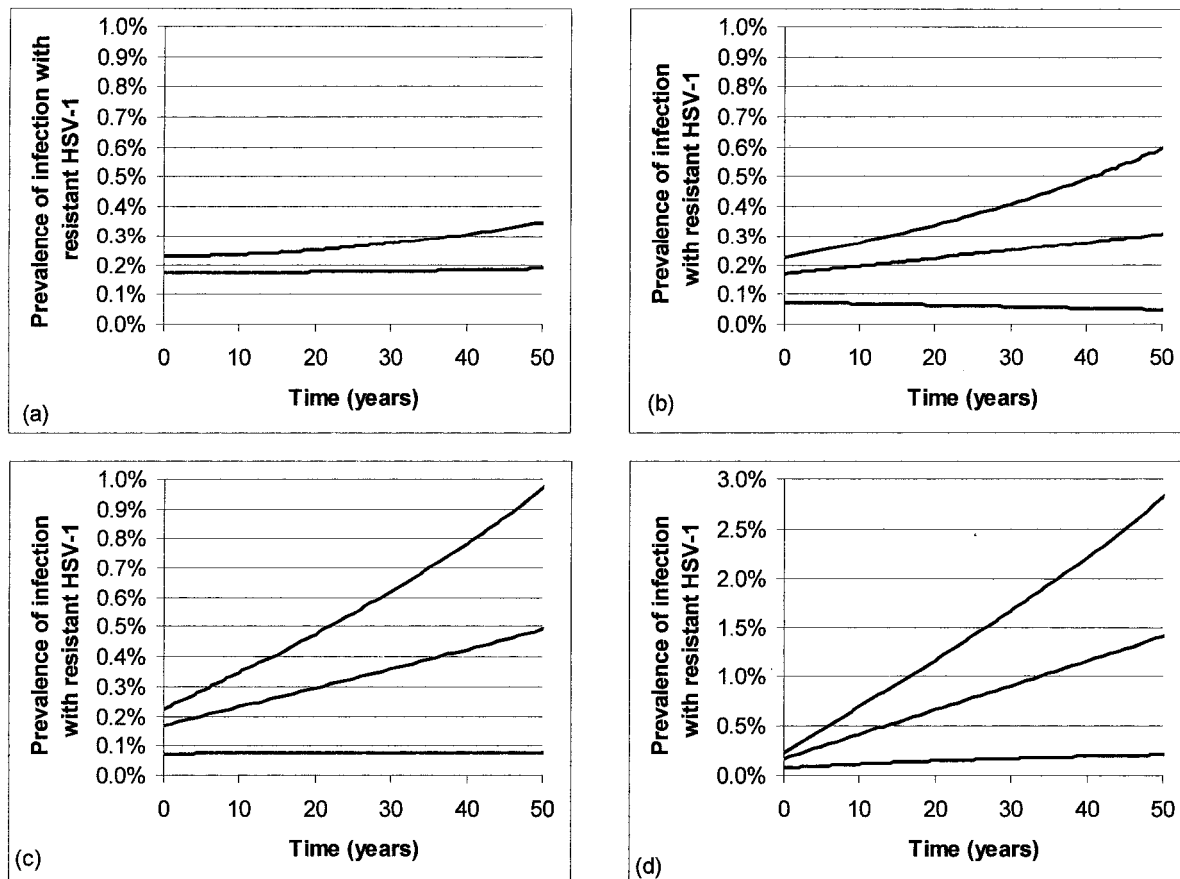 Prevalence of infection with
resistant HSV-1
1.0%
0.9%
0.8%
0.7%
0.6%
0.5%
0.4%
0.3%
0.2%
0.1%
0.0%
0 10 20 30 40 50
Time (years)
(a)
Prevalence of infection
with resistant HSV-1
1.0%
0.9%
0.8%
0.7%
0.6%
0.5%
0.4%
0.3%
0.2%
0.1%
0.0%
0 10 20 30 40 50
Time (years)
(b)
Prevalence of infection
with resistant HSV-1
1.0%
0.9%
0.8%
0.7%
0.6%
0.5%
0.4%
0.3%
0.2%
0.1%
0.0%
0 10 20 30 40 50
Time (years)
(c)
Prevalence of infection
with resistant HSV-1
3.0%
2.5%
2.0%
1.5%
1.0%
0.5%
0.0%
0 10 20 30 40 50
Time (years)
(d)